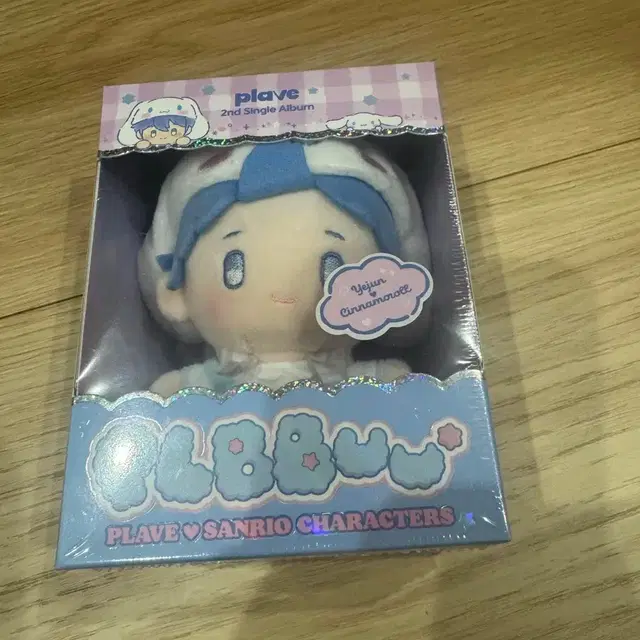 plave
2nd Single Album
Yejun
Cinnamoroll
PLBBUU
PLAVE ♥ SANRIO CHARACTERS